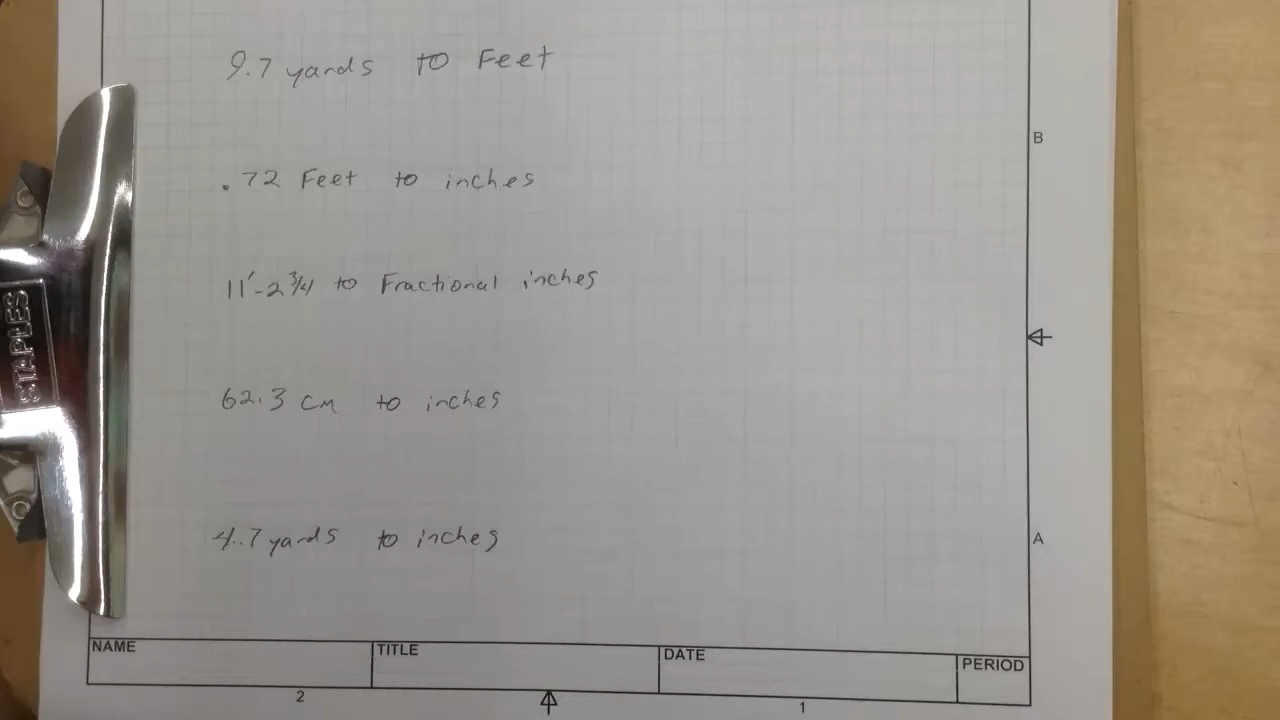 9.7 yards to Feet
B
.72 Feet to inches
11'-2 3/4 to Fractional inches
STAPLES
62.3 cm to inches
4.7 yards to inches
A
NAME TITLE DATE PERIOD
2 1